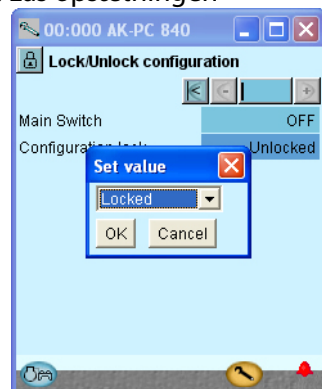 opstellingen
00:000 AK-PC 840
Lock/Unlock configuration
Main Switch OFF
Configuration lock Unlocked
Set value
Locked
OK Cancel